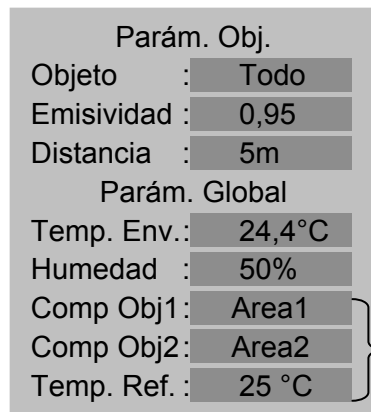 Parám. Obj.
Objeto : Todo
Emisividad : 0,95
Distancia : 5m
Parám. Global
Temp. Env.: 24,4°C
Humedad : 50%
Comp Obj1: Area1
Comp Obj2: Area2
Temp. Ref. : 25 °C